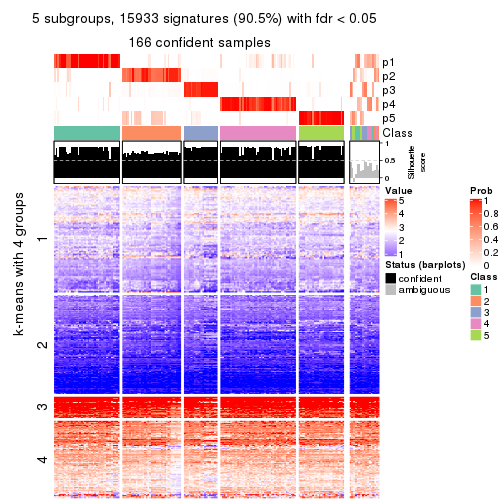 5 subgroups, 15933 signatures (90.5%) with fdr < 0.05
166 confident samples
p1
p2
p3
p4
p5
Class
1
0.5
0
Silhouette
score
k-means with 4 groups
1
2
3
4
Value
5
4
3
2
1
Status (barplots)
confident
ambiguous
Prob
1
0.8
0.6
0.4
0.2
0
Class
1
2
3
4
5